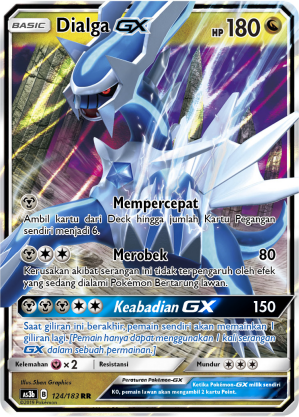 BASIC Dialga GX HP 180
Mempercepat
Ambil kartu dari Deck hingga jumlah Kartu Pegangan
sendiri menjadi 6.
Merobek 80
Kerusakan akibat serangan ini tidak terpengaruh oleh efek
yang sedang dialami Pokémon Bertarung lawan.
Keabadian GX 150
Saat giliran ini berakhir, pemain sendiri akan memainkan 1
giliran lagi. [Pemain hanya dapat menggunakan 1 kali serangan
GX dalam sebuah permainan.]
Kelemahan ×2 Resistansi Mundur
Illus. 5ban Graphics
Peraturan Pokémon-GX
AS3b D 124/183 RR
Ketika Pokémon-GX milik sendiri
KO, pemain lawan akan mengambil 2 kartu Point.
©2019 Pokémon